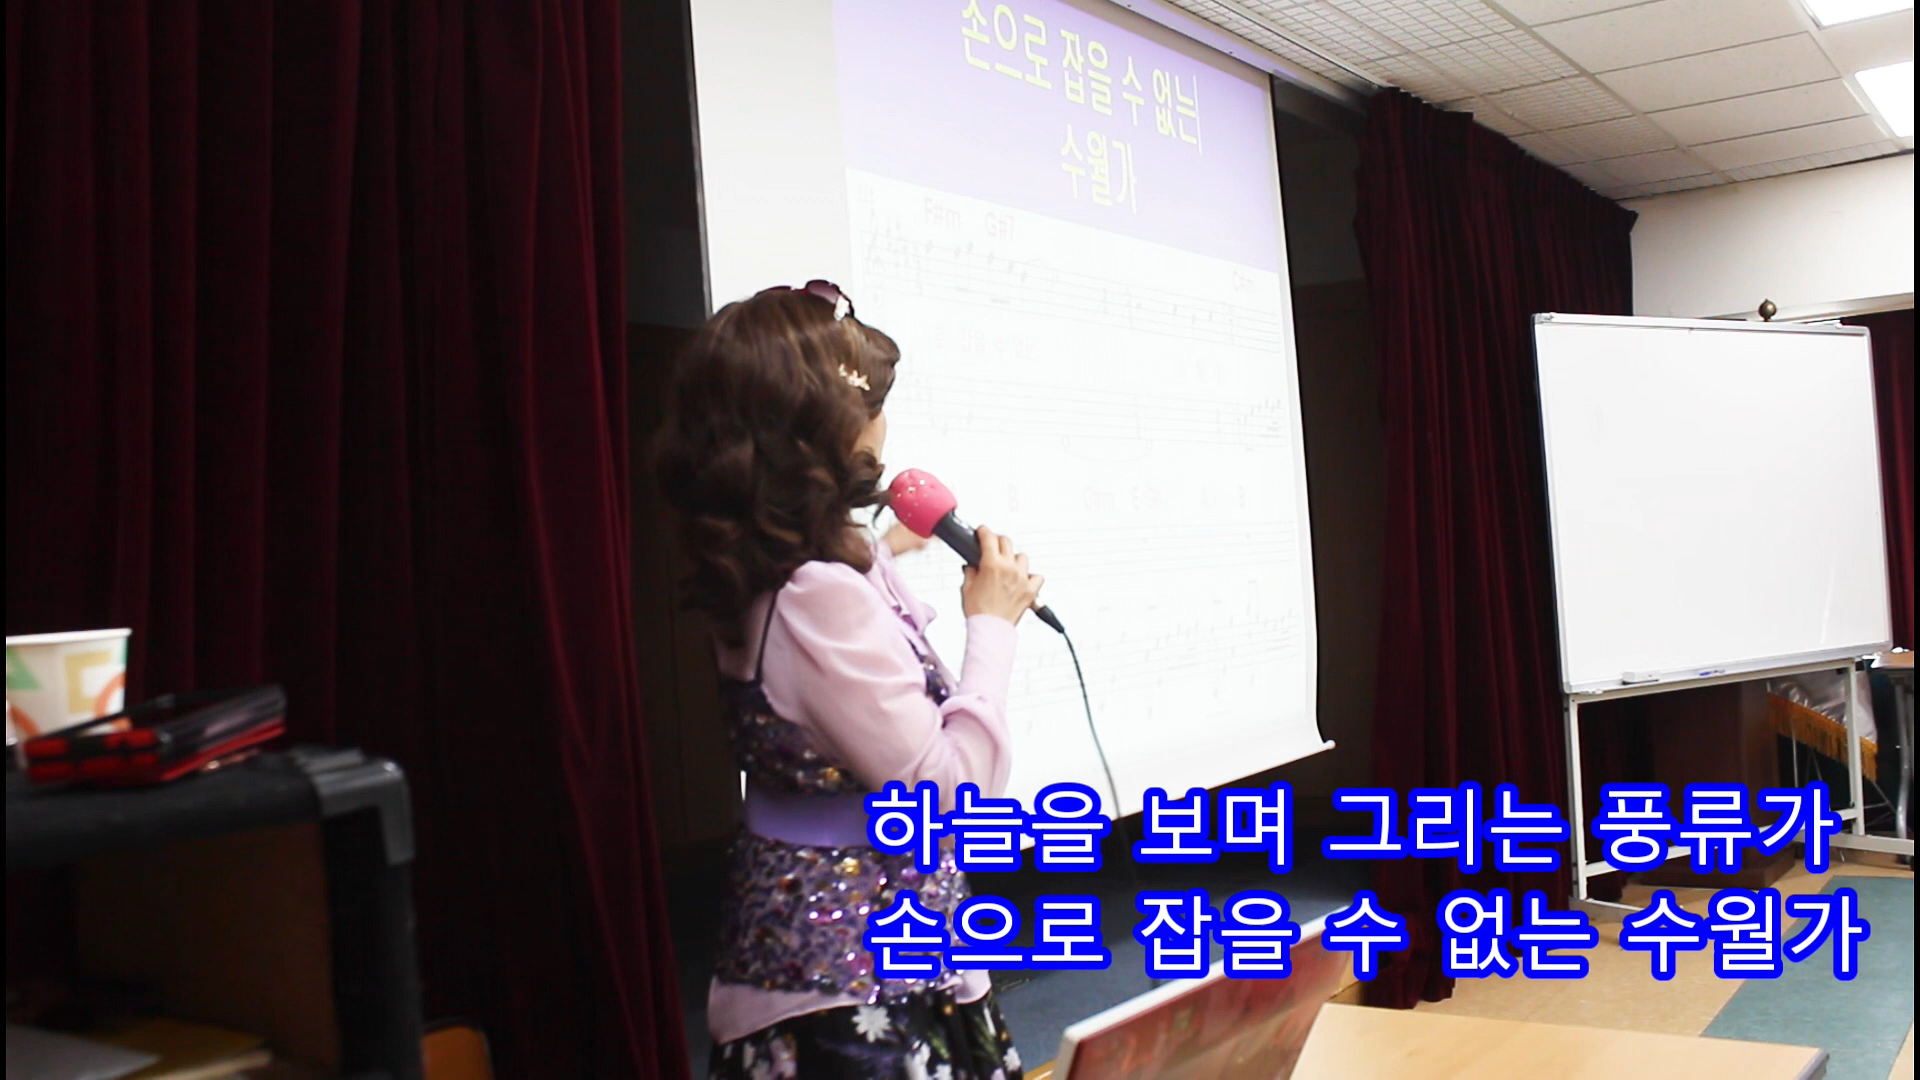 손으로 잡을 수 없는
수월가
F#m G#7
C#m
하늘을 보며 그리는 풍류가
손으로 잡을 수 없는 수월가